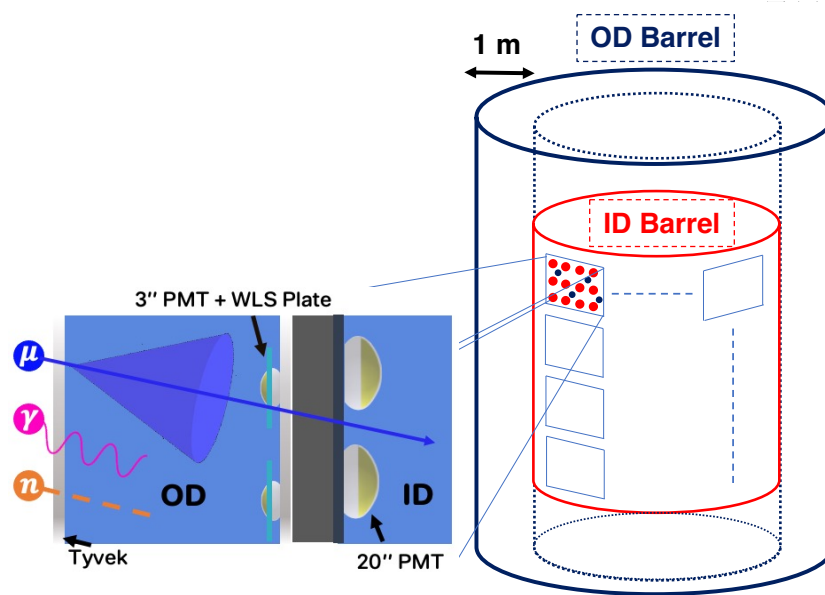 1 m
OD Barrel
ID Barrel
3″ PMT + WLS Plate
μ
γ
n
OD
ID
Tyvek
20″ PMT